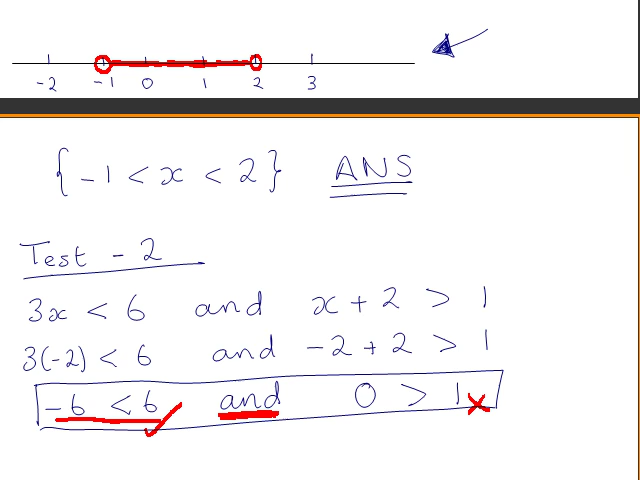 -2 -1 0 1 2 3
{-1 < x < 2} ANS
Test - 2
3x < 6 and x + 2 > 1
3(-2) < 6 and -2 + 2 > 1
-6 < 6 and 0 > 1